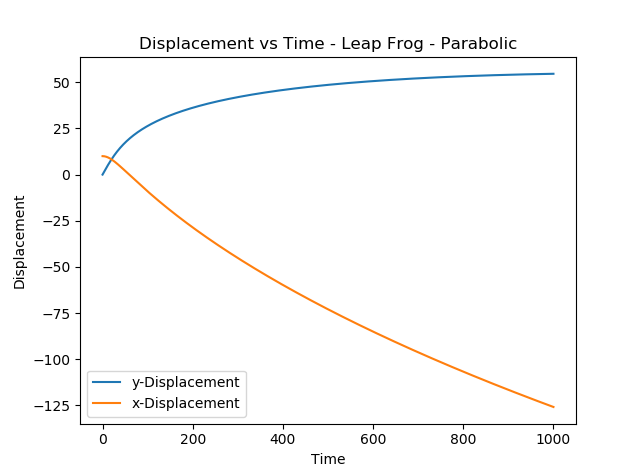 Displacement vs Time - Leap Frog - Parabolic
50
25
0
−25
−50
−75
−100
−125
Displacement
y-Displacement
x-Displacement
0 200 400 600 800 1000
Time